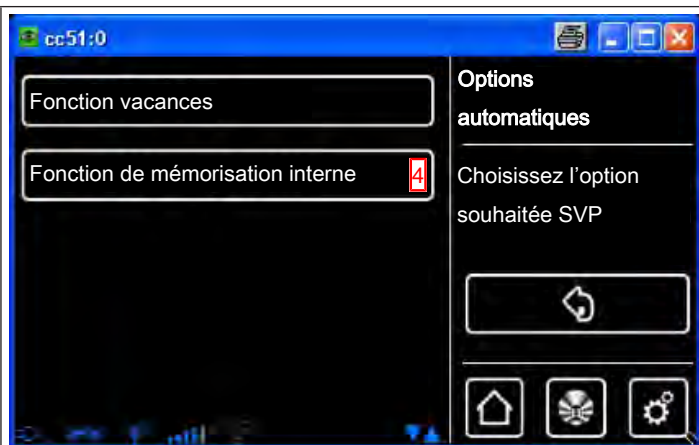 cc51:0
Fonction vacances
Fonction de mémorisation interne 4
Options
automatiques
Choisissez l'option
souhaitée SVP